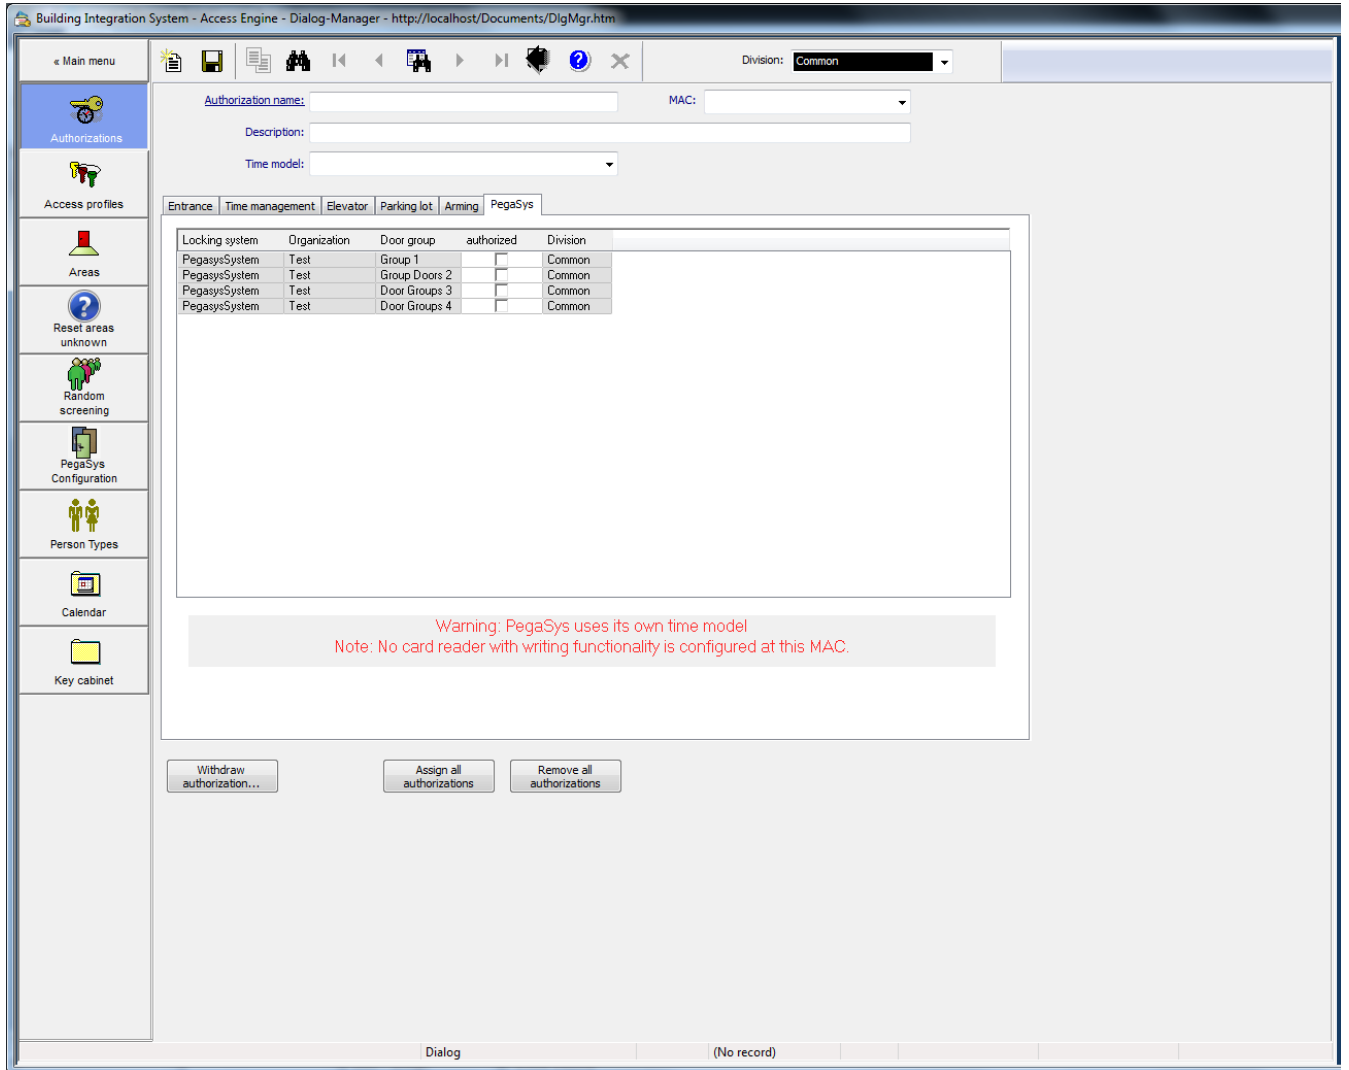 Building Integration System - Access Engine - Dialog-Manager - http://localhost/Documents/DlgMgr.htm
« Main menu
Division: Common
Authorizations
Access profiles
Areas
Reset areas
unknown
Random
screening
PegaSys
Configuration
Person Types
Calendar
Key cabinet
Authorization name:
MAC:
Description:
Time model:
Entrance Time management Elevator Parking lot Arming PegaSys
Locking system Organization Door group authorized Division
PegasysSystem Test Group 1 Common
PegasysSystem Test Group Doors 2 Common
PegasysSystem Test Door Groups 3 Common
PegasysSystem Test Door Groups 4 Common
Warning: PegaSys uses its own time model
Note: No card reader with writing functionality is configured at this MAC.
Withdraw
authorization...
Assign all
authorizations
Remove all
authorizations
Dialog (No record)